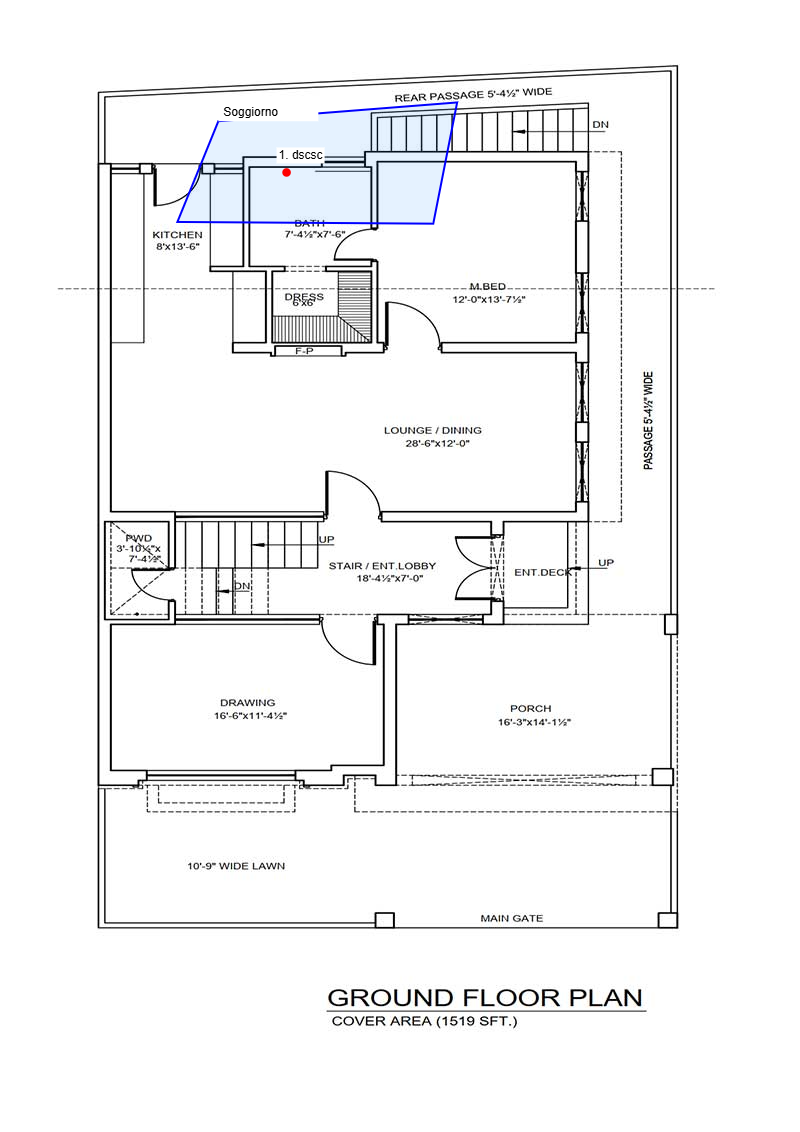 REAR PASSAGE 5'-4½" WIDE
Soggiorno
DN
1. dscsc
BATH
7'-4½"x7'-6"
KITCHEN
8'x13'-6"
M.BED
12'-0"x13'-7½"
DRESS
6'x6'
F-P
PASSAGE 5'-4½" WIDE
LOUNGE / DINING
28'-6"x12'-0"
PWD
3'-10½"x
7'-4½"
UP
STAIR / ENT.LOBBY
18'-4½"x7'-0"
DN
ENT.DECK
UP
DRAWING
16'-6"x11'-4½"
PORCH
16'-3"x14'-1½"
10'-9" WIDE LAWN
MAIN GATE
GROUND FLOOR PLAN
COVER AREA (1519 SFT.)